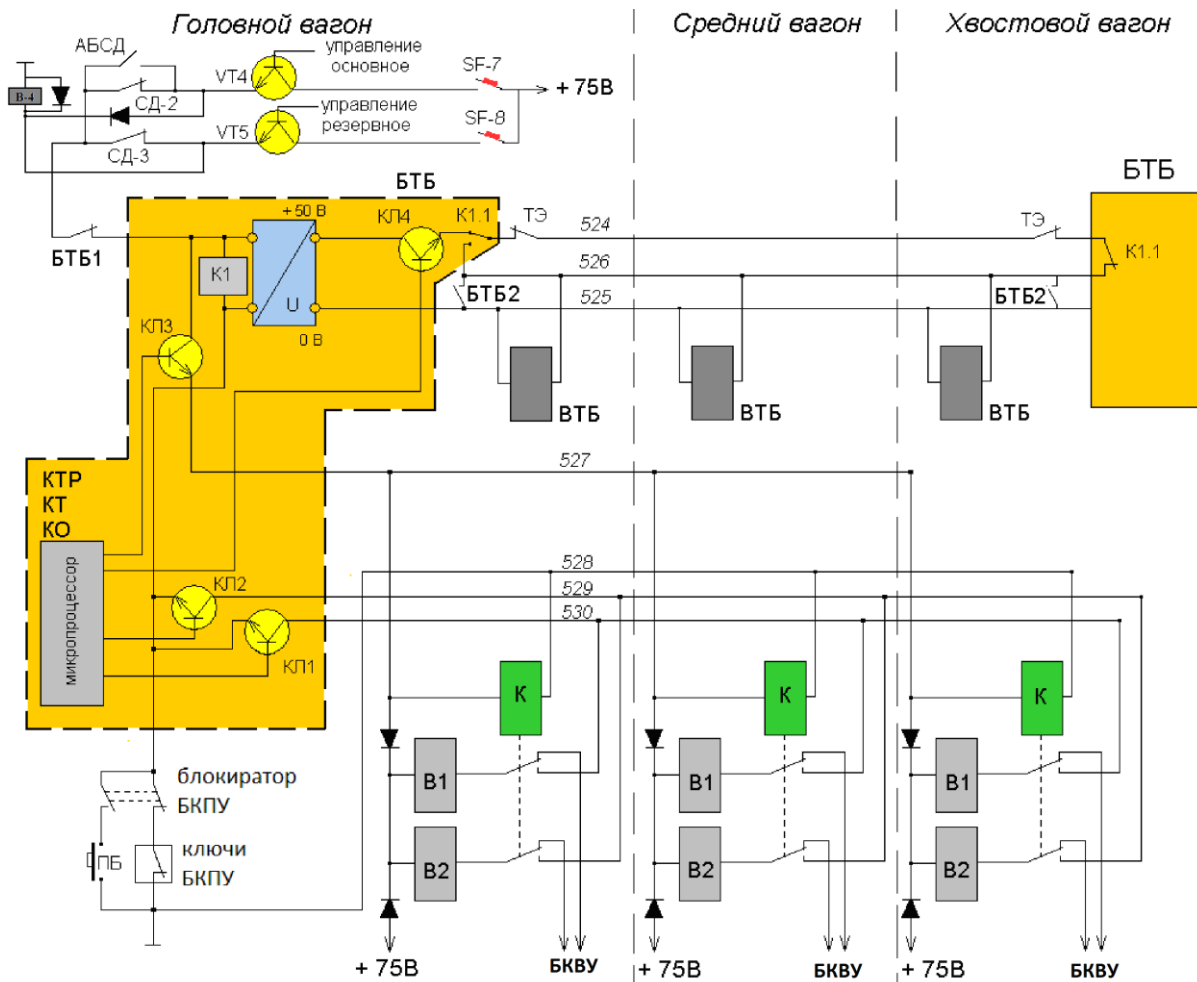 Головной вагон
Средний вагон
Хвостовой вагон
АБСД
управление
основное
VT4
SF-7
+ 75В
В-4
СД-2
управление
резервное
VT5
SF-8
СД-3
БТБ
БТБ
+50 В
КЛ4
К1.1
ТЭ
524
ТЭ
БТБ1
К1
526
К1.1
U
БТБ2
525
БТБ2
КЛ3
0 В
ВТБ
ВТБ
ВТБ
527
КТР
КТ
КО
микропроцессор
528
КЛ2
529
530
КЛ1
К
К
К
блокиратор
БКПУ
В1
В1
В1
ПБ
ключи
БКПУ
В2
В2
В2
+ 75В
БКВУ
+ 75В
БКВУ
+ 75В
БКВУ